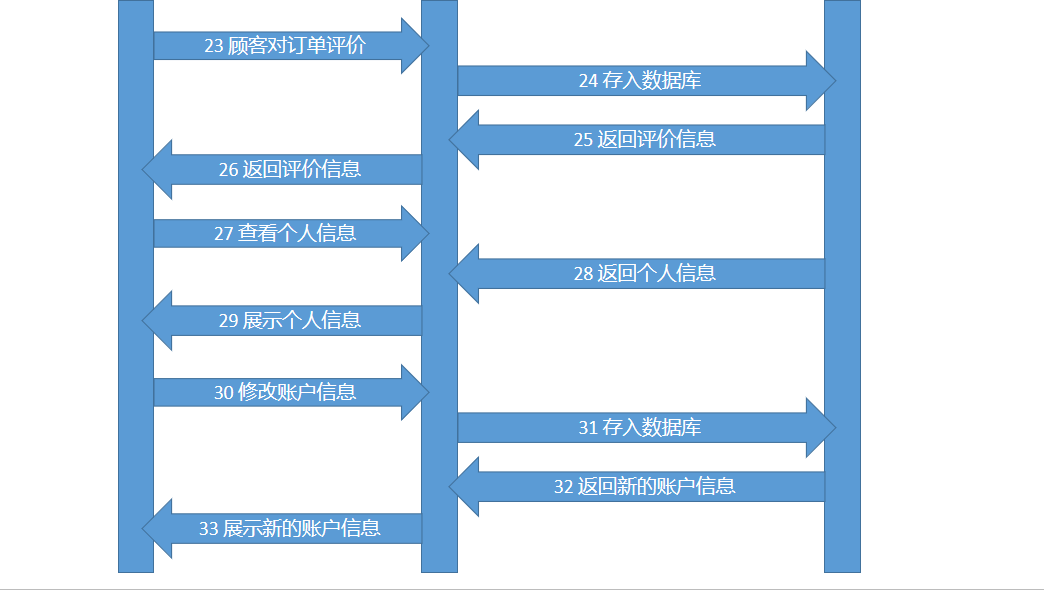 23 顾客对订单评价
24 存入数据库
25 返回评价信息
26 返回评价信息
27 查看个人信息
28 返回个人信息
29 展示个人信息
30 修改账户信息
31 存入数据库
32 返回新的账户信息
33 展示新的账户信息